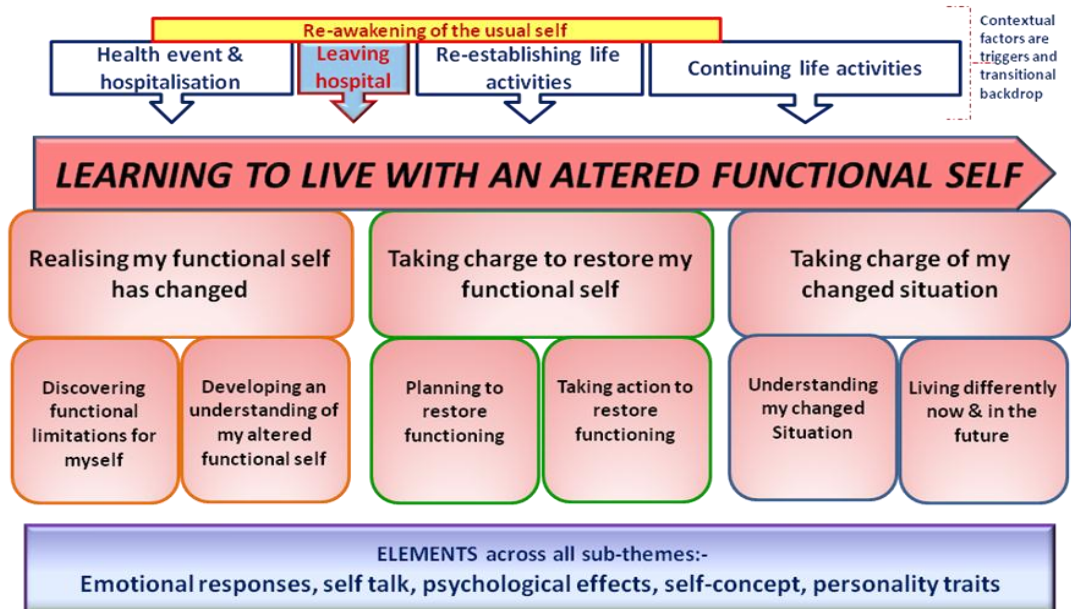 Re-awakening of the usual self
Health event &
hospitalisation
Leaving
hospital
Re-establishing life
activities
Continuing life activities
Contextual
factors are
triggers and
transitional
backdrop
LEARNING TO LIVE WITH AN ALTERED FUNCTIONAL SELF
Realising my functional self
has changed
Taking charge to restore my
functional self
Taking charge of my
changed situation
Discovering
functional
limitations for
myself
Developing an
understanding of
my altered
functional self
Planning to
restore
functioning
Taking action to
restore
functioning
Understanding
my changed
Situation
Living differently
now & in the
future
ELEMENTS across all sub-themes:-
Emotional responses, self talk, psychological effects, self-concept, personality traits